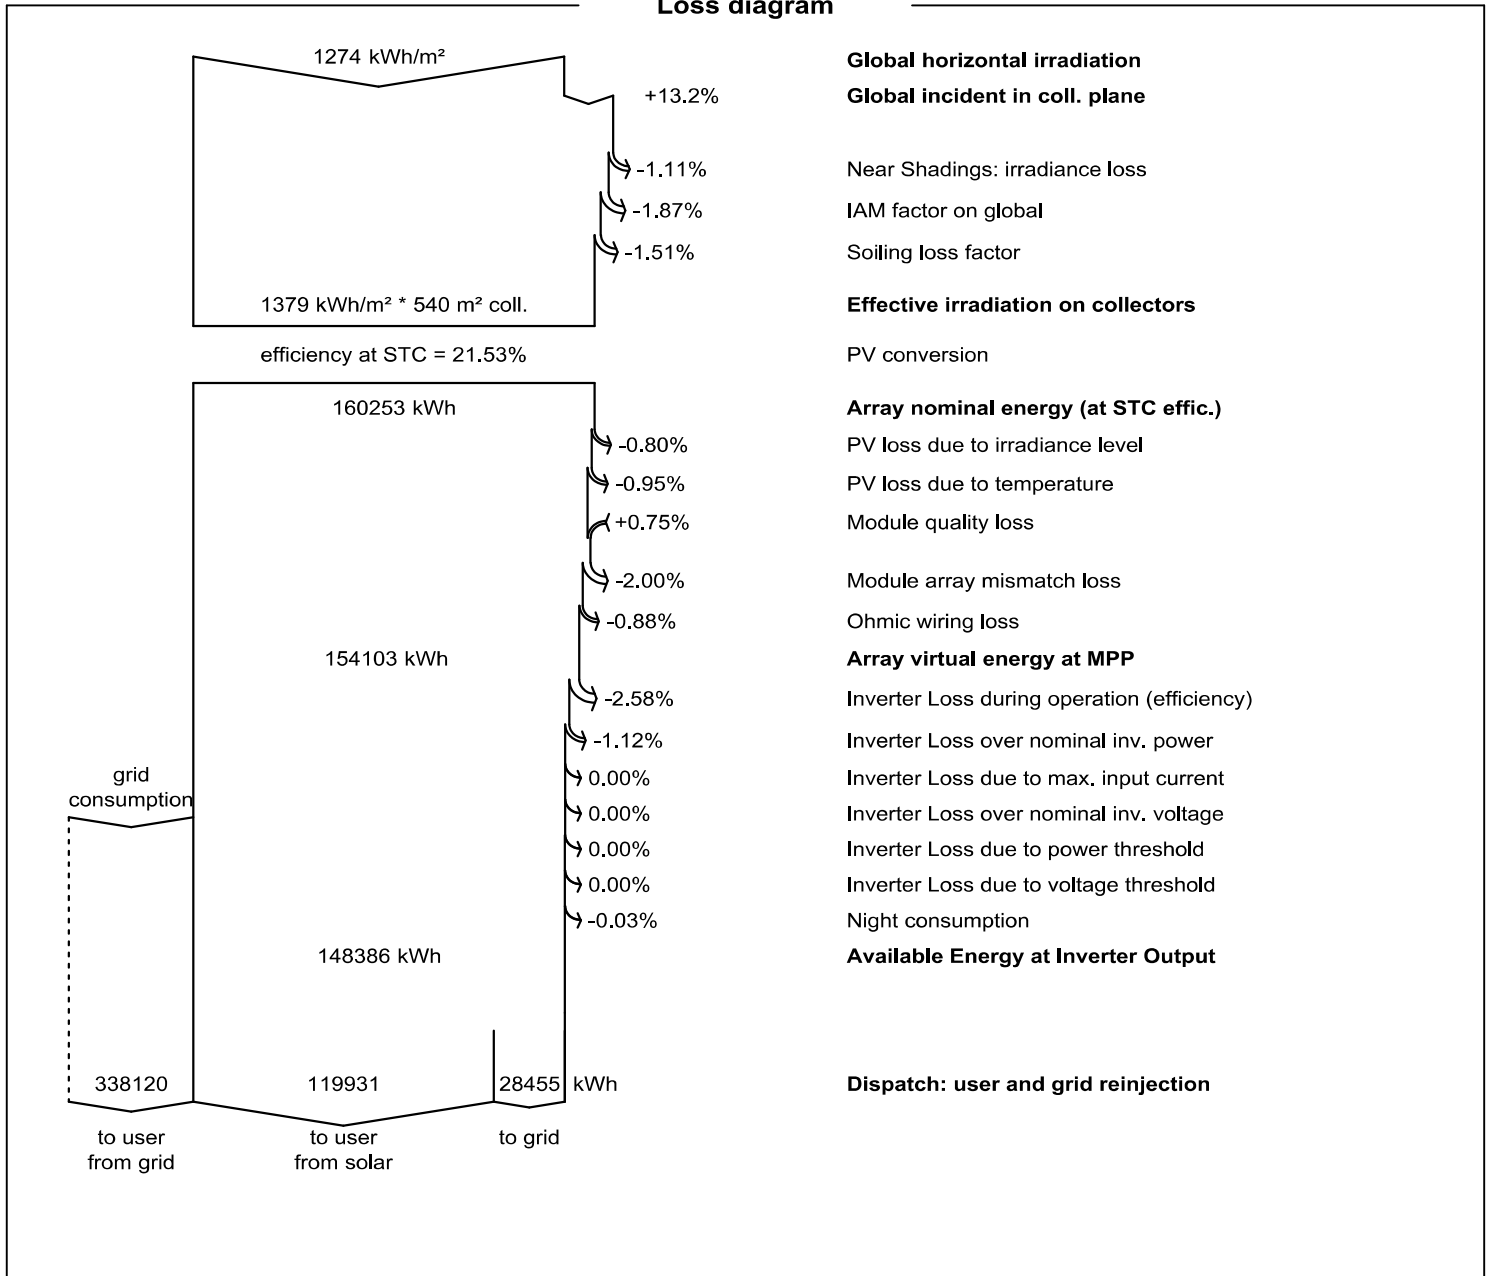 Loss diagram
1274 kWh/m² Global horizontal irradiation
+13.2% Global incident in coll. plane
-1.11% Near Shadings: irradiance loss
-1.87% IAM factor on global
-1.51% Soiling loss factor
1379 kWh/m² * 540 m² coll. Effective irradiation on collectors
efficiency at STC = 21.53% PV conversion
160253 kWh Array nominal energy (at STC effic.)
-0.80% PV loss due to irradiance level
-0.95% PV loss due to temperature
+0.75% Module quality loss
-2.00% Module array mismatch loss
-0.88% Ohmic wiring loss
154103 kWh Array virtual energy at MPP
-2.58% Inverter Loss during operation (efficiency)
-1.12% Inverter Loss over nominal inv. power
grid
consumption
0.00% Inverter Loss due to max. input current
0.00% Inverter Loss over nominal inv. voltage
0.00% Inverter Loss due to power threshold
0.00% Inverter Loss due to voltage threshold
-0.03% Night consumption
148386 kWh Available Energy at Inverter Output
338120 119931 28455 kWh Dispatch: user and grid reinjection
to user
from grid
to user
from solar
to grid